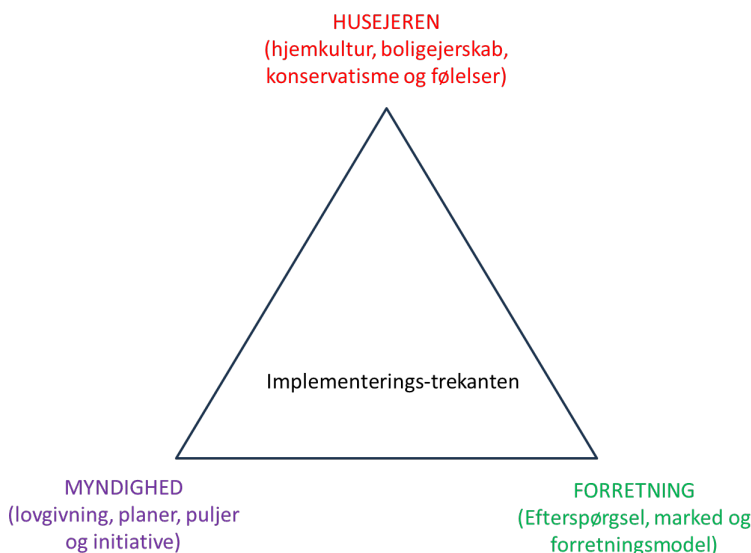 HUSEJEREN
(hjemkultur, boligejerskab,
konservatisme og følelser)
Implementerings-trekanten
MYNDIGHED
(lovgivning, planer, puljer
og initiative)
FORRETNING
(Efterspørgsel, marked og
forretningsmodel)